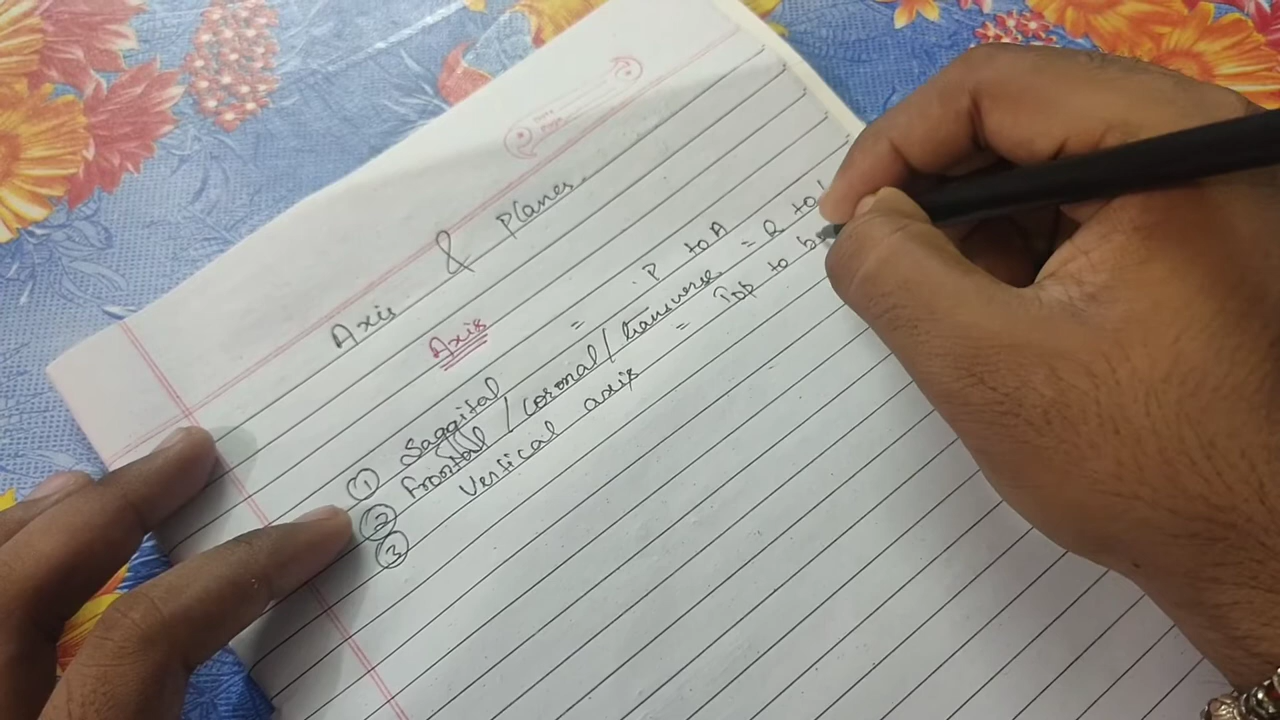 Axis & Planes
Axis
① Saggital = P to A
② Frontal / Coronal / transverse = R to
③ Vertical axis = Top to